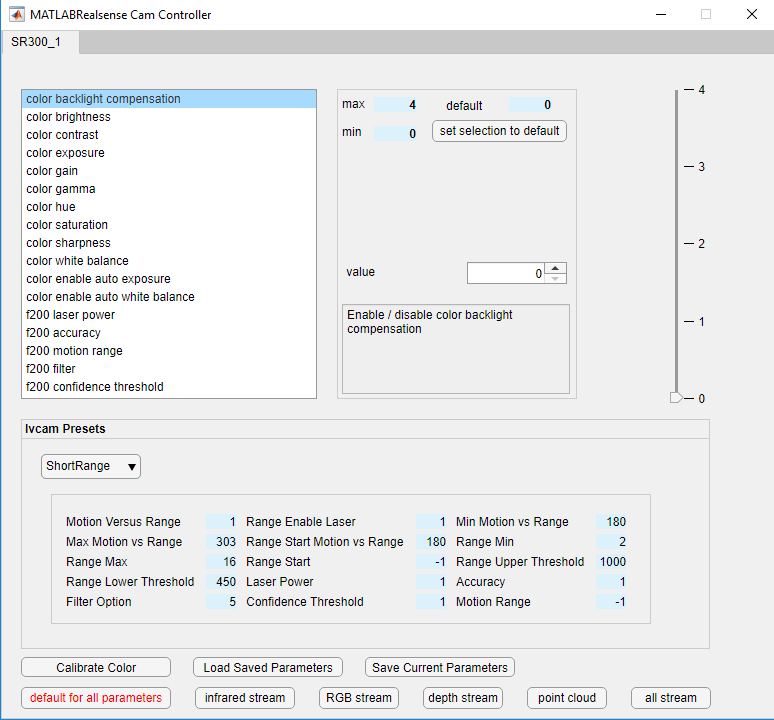 MATLABRealsense Cam Controller
SR300_1
color backlight compensation
color brightness
color contrast
color exposure
color gain
color gamma
color hue
color saturation
color sharpness
color white balance
color enable auto exposure
color enable auto white balance
f200 laser power
f200 accuracy
f200 motion range
f200 filter
f200 confidence threshold
max 4 default 0
min 0 set selection to default
value 0
Enable / disable color backlight
compensation
4
3
2
1
0
Ivcam Presets
ShortRange
Motion Versus Range 1 Range Enable Laser 1 Min Motion vs Range 180
Max Motion vs Range 303 Range Start Motion vs Range 180 Range Min 2
Range Max 16 Range Start -1 Range Upper Threshold 1000
Range Lower Threshold 450 Laser Power 1 Accuracy 1
Filter Option 5 Confidence Threshold 1 Motion Range -1
Calibrate Color Load Saved Parameters Save Current Parameters
default for all parameters infrared stream RGB stream depth stream point cloud all stream